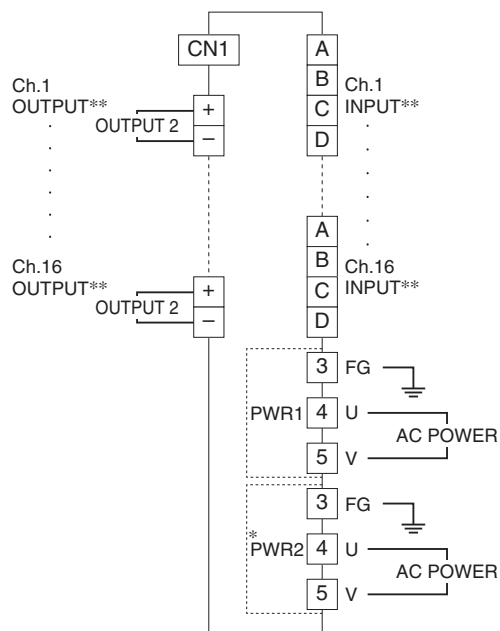 CN1
A
B
C
D
Ch.1
OUTPUT**
OUTPUT 2
+
−
Ch.1
INPUT**
Ch.16
OUTPUT**
OUTPUT 2
+
−
A
B
C
D
Ch.16
INPUT**
PWR1
3 FG
4 U
5 V
AC POWER
*PWR2
3 FG
4 U
5 V
AC POWER